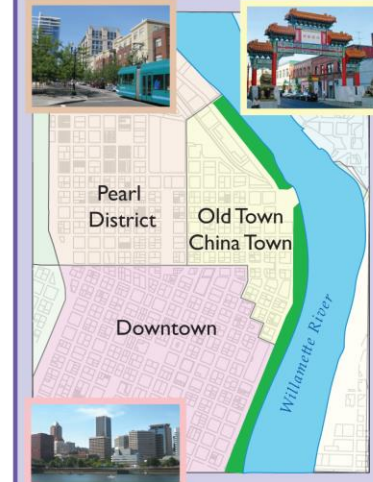 Pearl
District
Old Town
China Town
Downtown
Willamette River